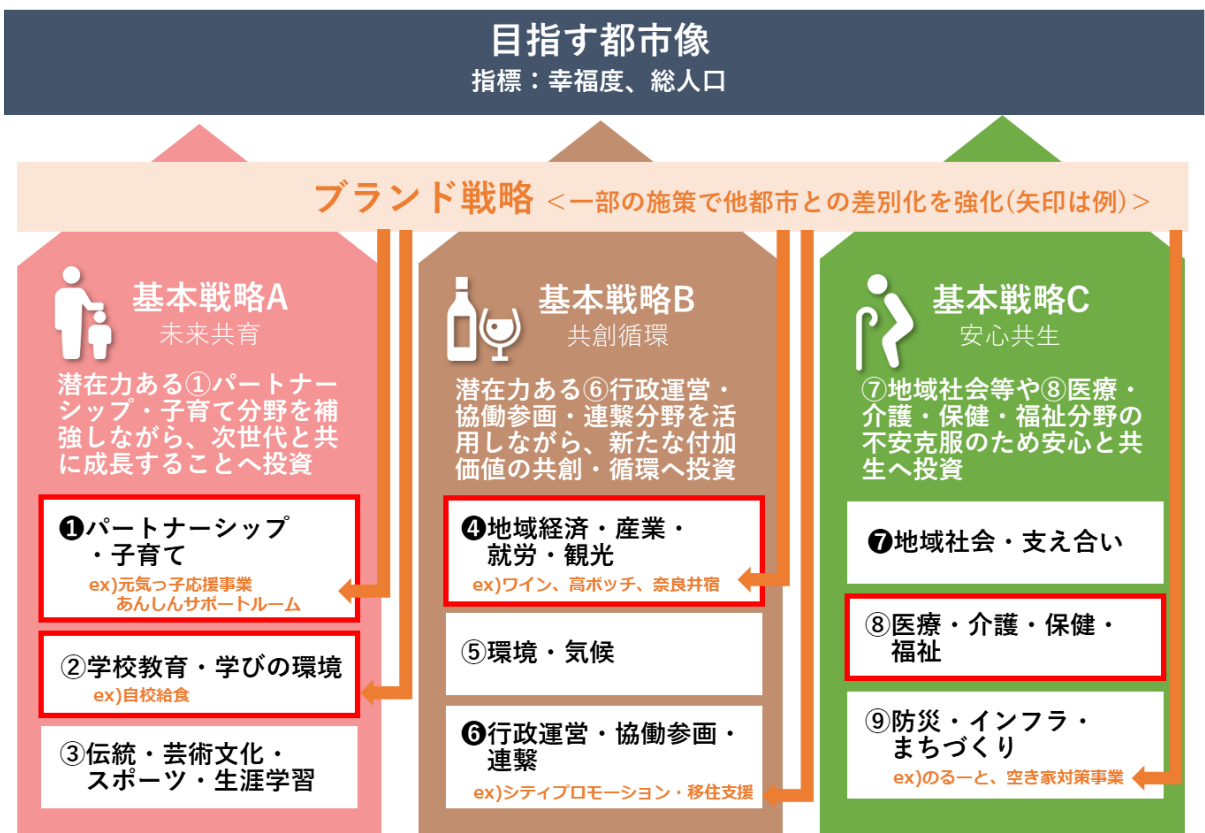 目指す都市像
指標：幸福度、総人口
ブランド戦略 <一部の施策で他都市との差別化を強化(矢印は例)>
基本戦略A
未来共育
潜在力ある①パートナー
シップ・子育て分野を補
強しながら、次世代と共
に成長することへ投資
❶パートナーシップ
・子育て
ex)元気っ子応援事業
あんしんサポートルーム
②学校教育・学びの環境
ex)自校給食
③伝統・芸術文化・
スポーツ・生涯学習
基本戦略B
共創循環
潜在力ある⑥行政運営・
協働参画・連繋分野を活
用しながら、新たな付加
価値の共創・循環へ投資
❹地域経済・産業・
就労・観光
ex)ワイン、高ボッチ、奈良井宿
⑤環境・気候
❻行政運営・協働参画・
連繋
ex)シティプロモーション・移住支援
基本戦略C
安心共生
⑦地域社会等や⑧医療・
介護・保健・福祉分野の
不安克服のため安心と共
生へ投資
❼地域社会・支え合い
⑧医療・介護・保健・
福祉
⑨防災・インフラ・
まちづくり
ex)のるーと、空き家対策事業